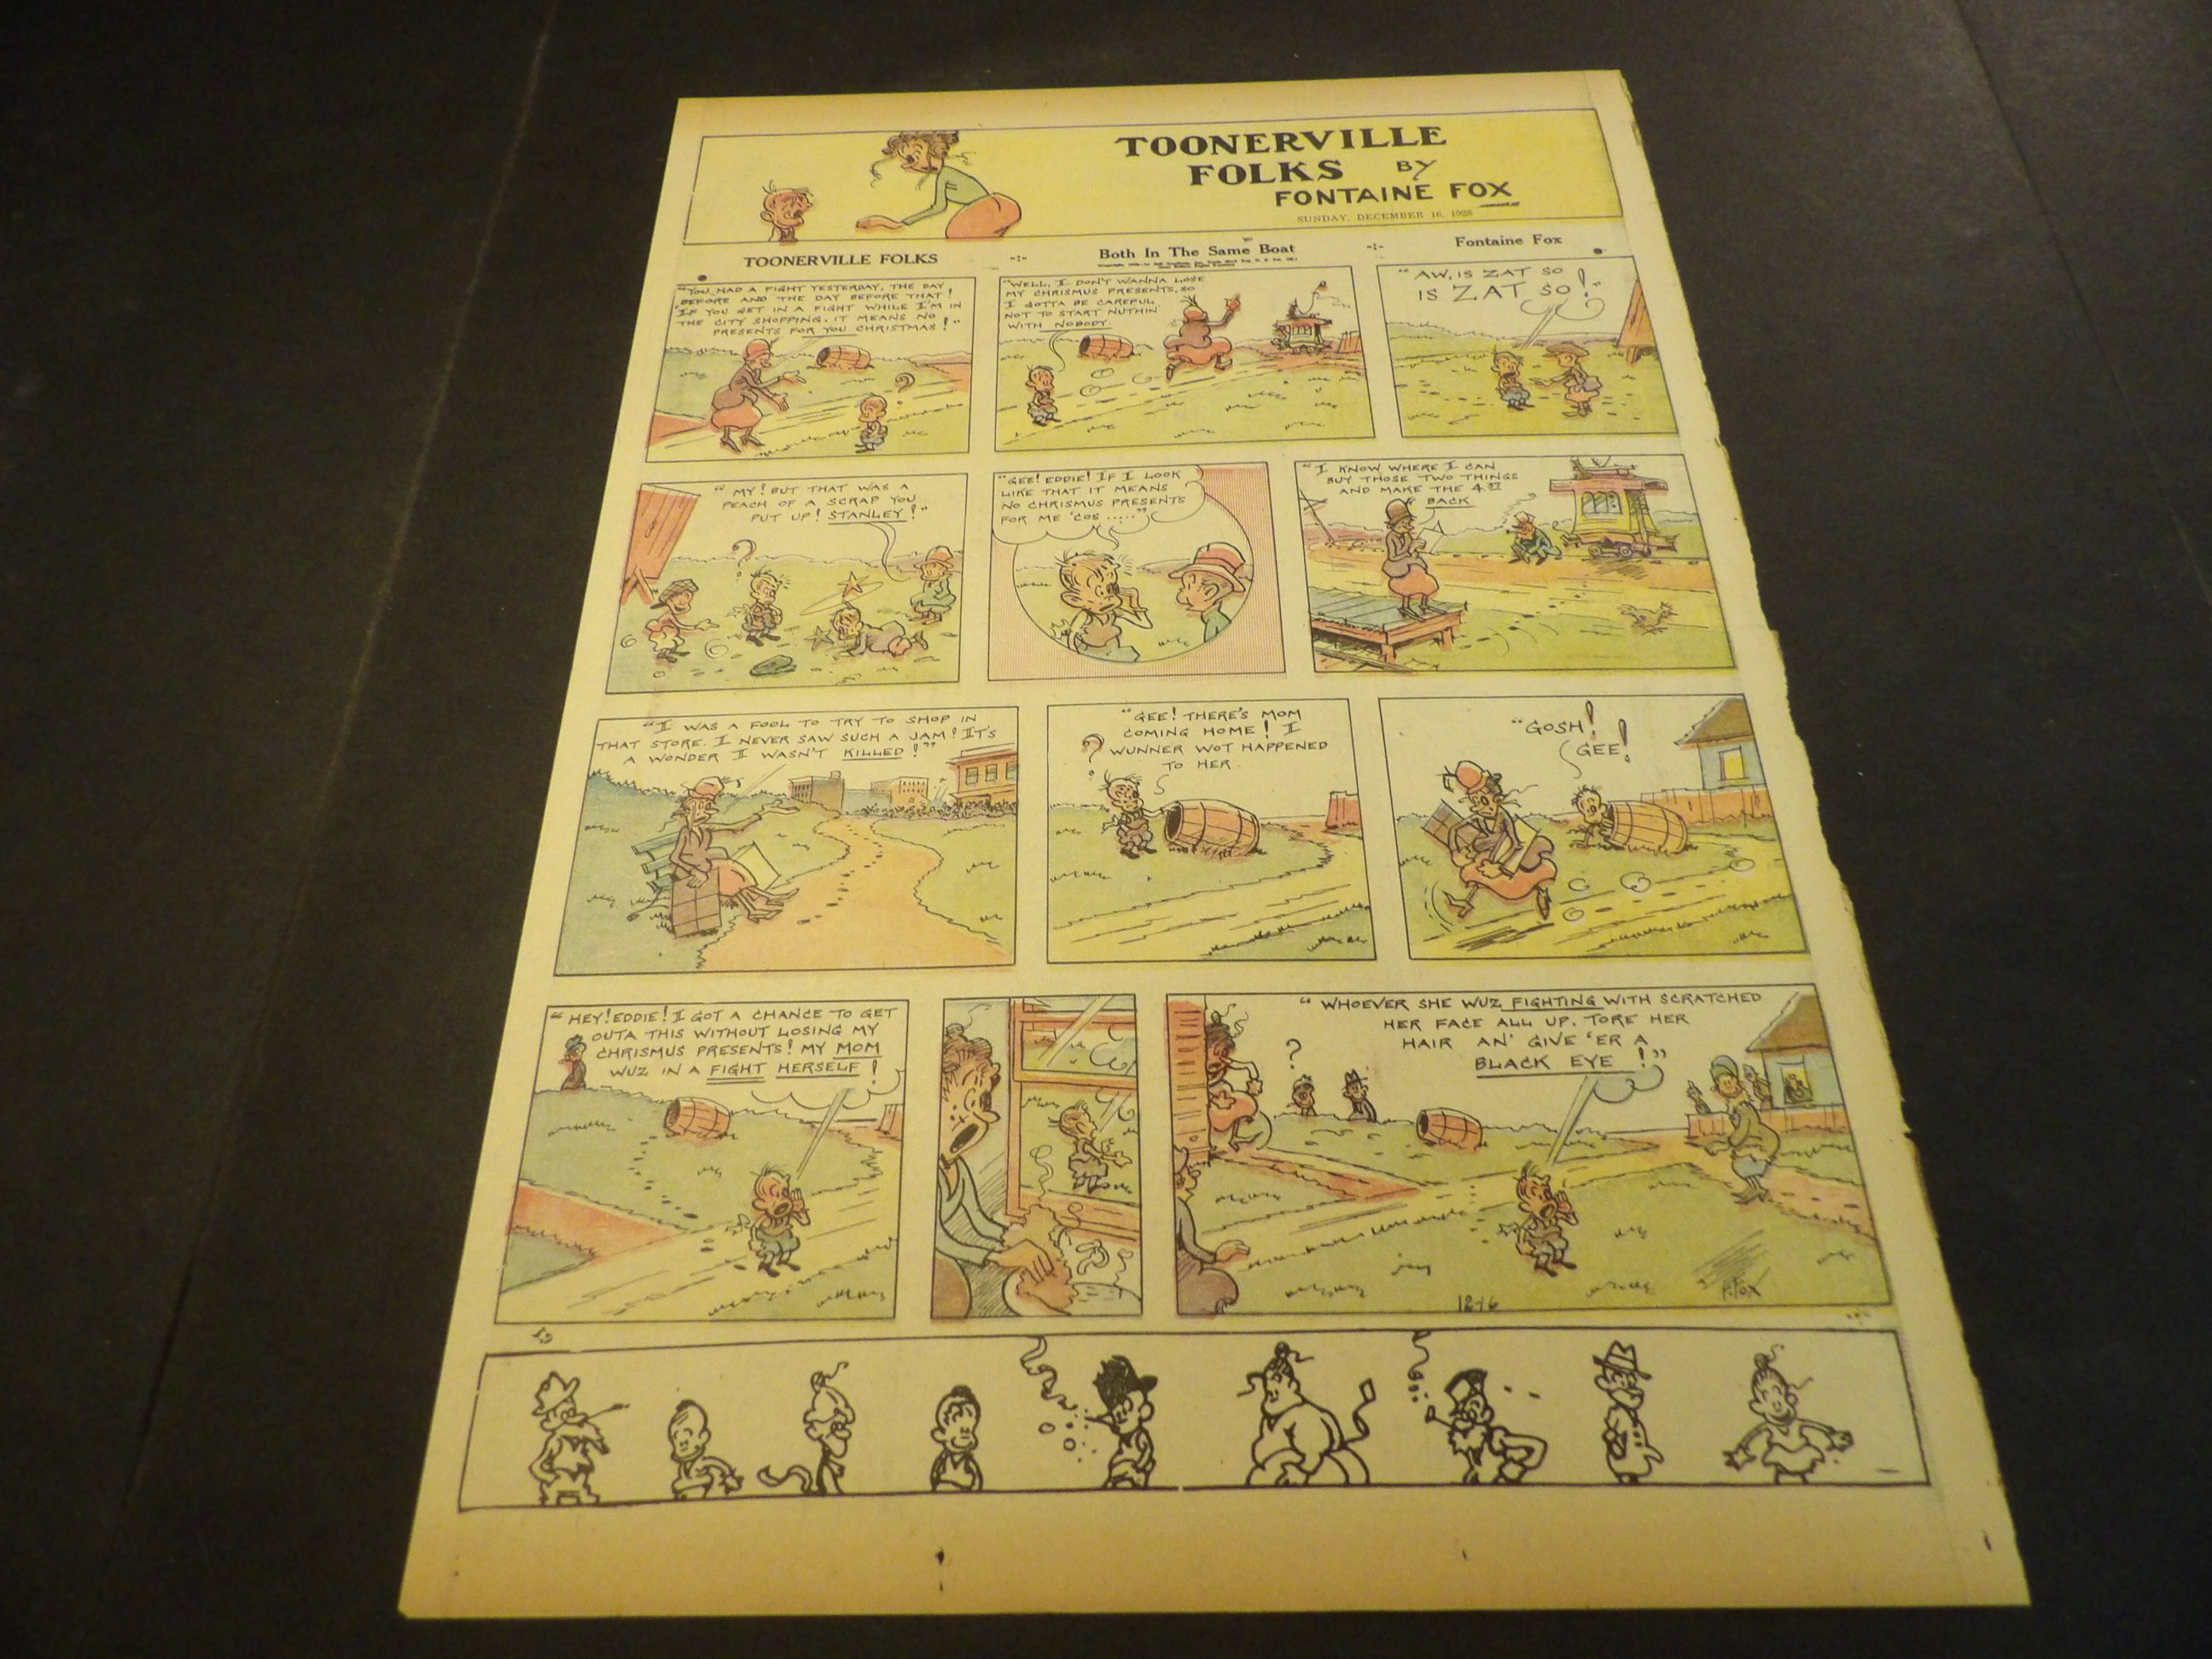 TOONERVILLE
FOLKS BY
FONTAINE FOX
SUNDAY, DECEMBER 16, 1928
TOONERVILLE FOLKS -:- Both In The Same Boat -:- Fontaine Fox
"YOU HAD A FIGHT YESTERDAY, THE DAY
BEFORE AND THE DAY BEFORE THAT!
IF YOU GET IN A FIGHT WHILE I'M IN
THE CITY SHOPPING, IT MEANS NO
PRESENTS FOR YOU CHRISTMAS!"
"WELL, I DON'T WANNA LOSE
MY CHRISMUS PRESENTS, SO
I GOTTA BE CAREFUL
NOT TO START NUTHIN
WITH NOBODY.
"AW, IS ZAT SO
IS ZAT SO!"
"MY! BUT THAT WAS A
PEACH OF A SCRAP YOU
PUT UP! STANLEY!"
?
"GEE! EDDIE! IF I LOOK
LIKE THAT IT MEANS
NO CHRISMUS PRESENTS
FOR ME 'COS ....."
"I KNOW WHERE I CAN
BUY THOSE TWO THINGS
AND MAKE THE 4.37
BACK
"I WAS A FOOL TO TRY TO SHOP IN
THAT STORE. I NEVER SAW SUCH A JAM! IT'S
A WONDER I WASN'T KILLED!"
"GEE! THERE'S MOM
COMING HOME! I
WUNNER WOT HAPPENED
TO HER.
?
"GOSH!
GEE!
"HEY! EDDIE! I GOT A CHANCE TO GET
OUTA THIS WITHOUT LOSING MY
CHRISMUS PRESENTS! MY MOM
WUZ IN A FIGHT HERSELF!
"WHOEVER SHE WUZ FIGHTING WITH SCRATCHED
HER FACE ALL UP, TORE HER
HAIR AN' GIVE 'ER A
BLACK EYE!"
?
12-16
F. Fox